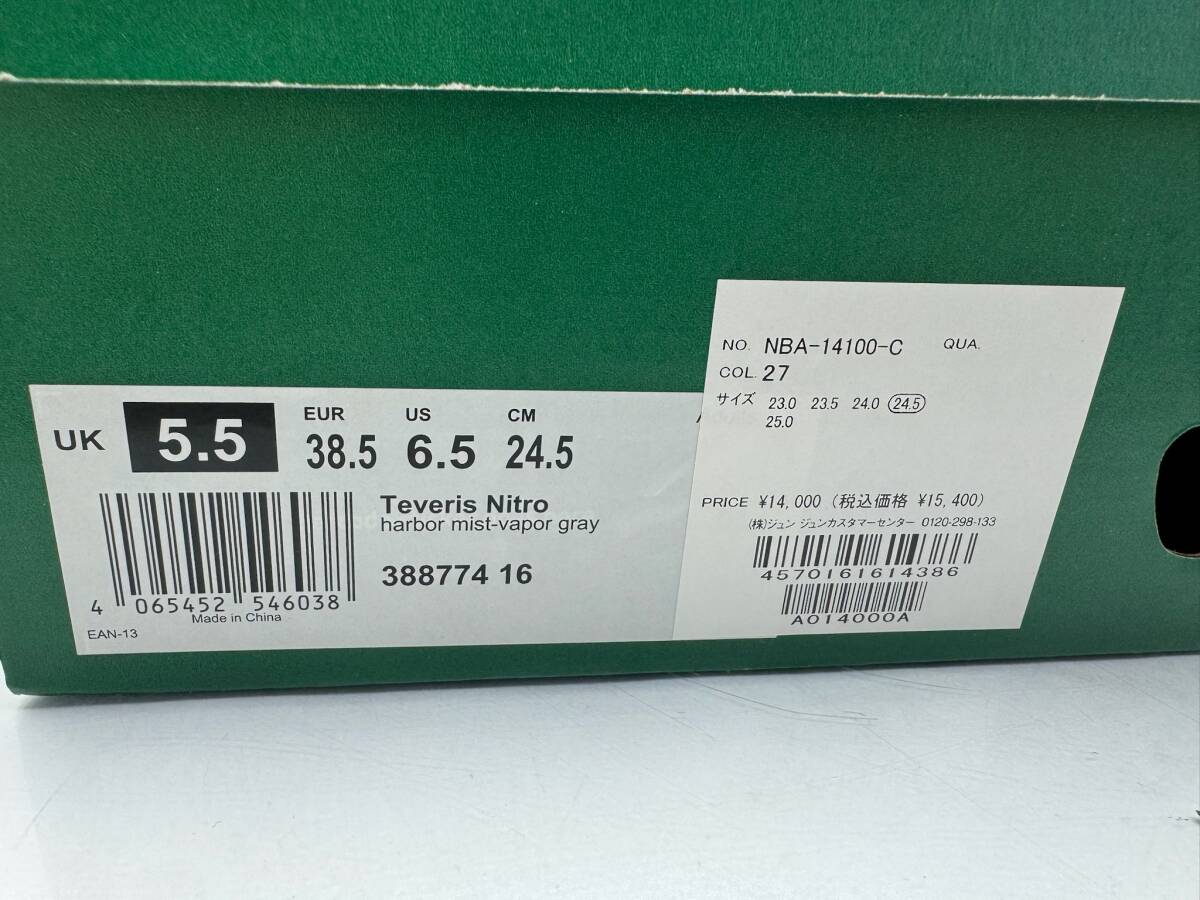 UK 5.5 EUR 38.5 US 6.5 CM 24.5
Teveris Nitro
harbor mist-vapor gray
388774 16
4 065452 546038
Made in China
EAN-13
NO. NBA-14100-C QUA.
COL. 27
サイズ 23.0 23.5 24.0 24.5
25.0
PRICE ¥14,000 (税込価格 ¥15,400)
(株)ジュン ジュンカスタマーセンター 0120-298-133
4570161614386
A014000A